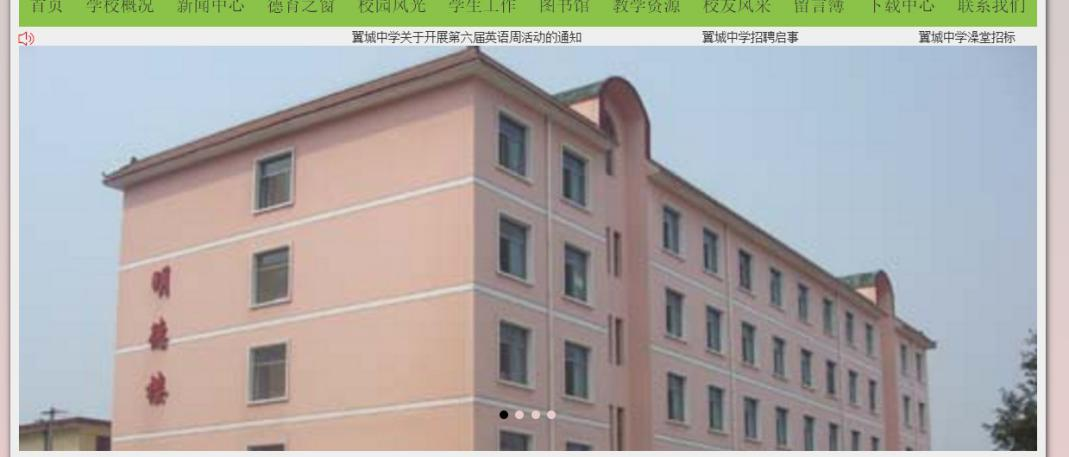 首页 学校概况 新闻中心 德育之窗 校园风光 学生工作 图书馆 教学资源 校友风采 留言簿 下载中心 联系我们
翼城中学关于开展第六届英语周活动的通知 翼城中学招聘启事 翼城中学澡堂招标
明德楼